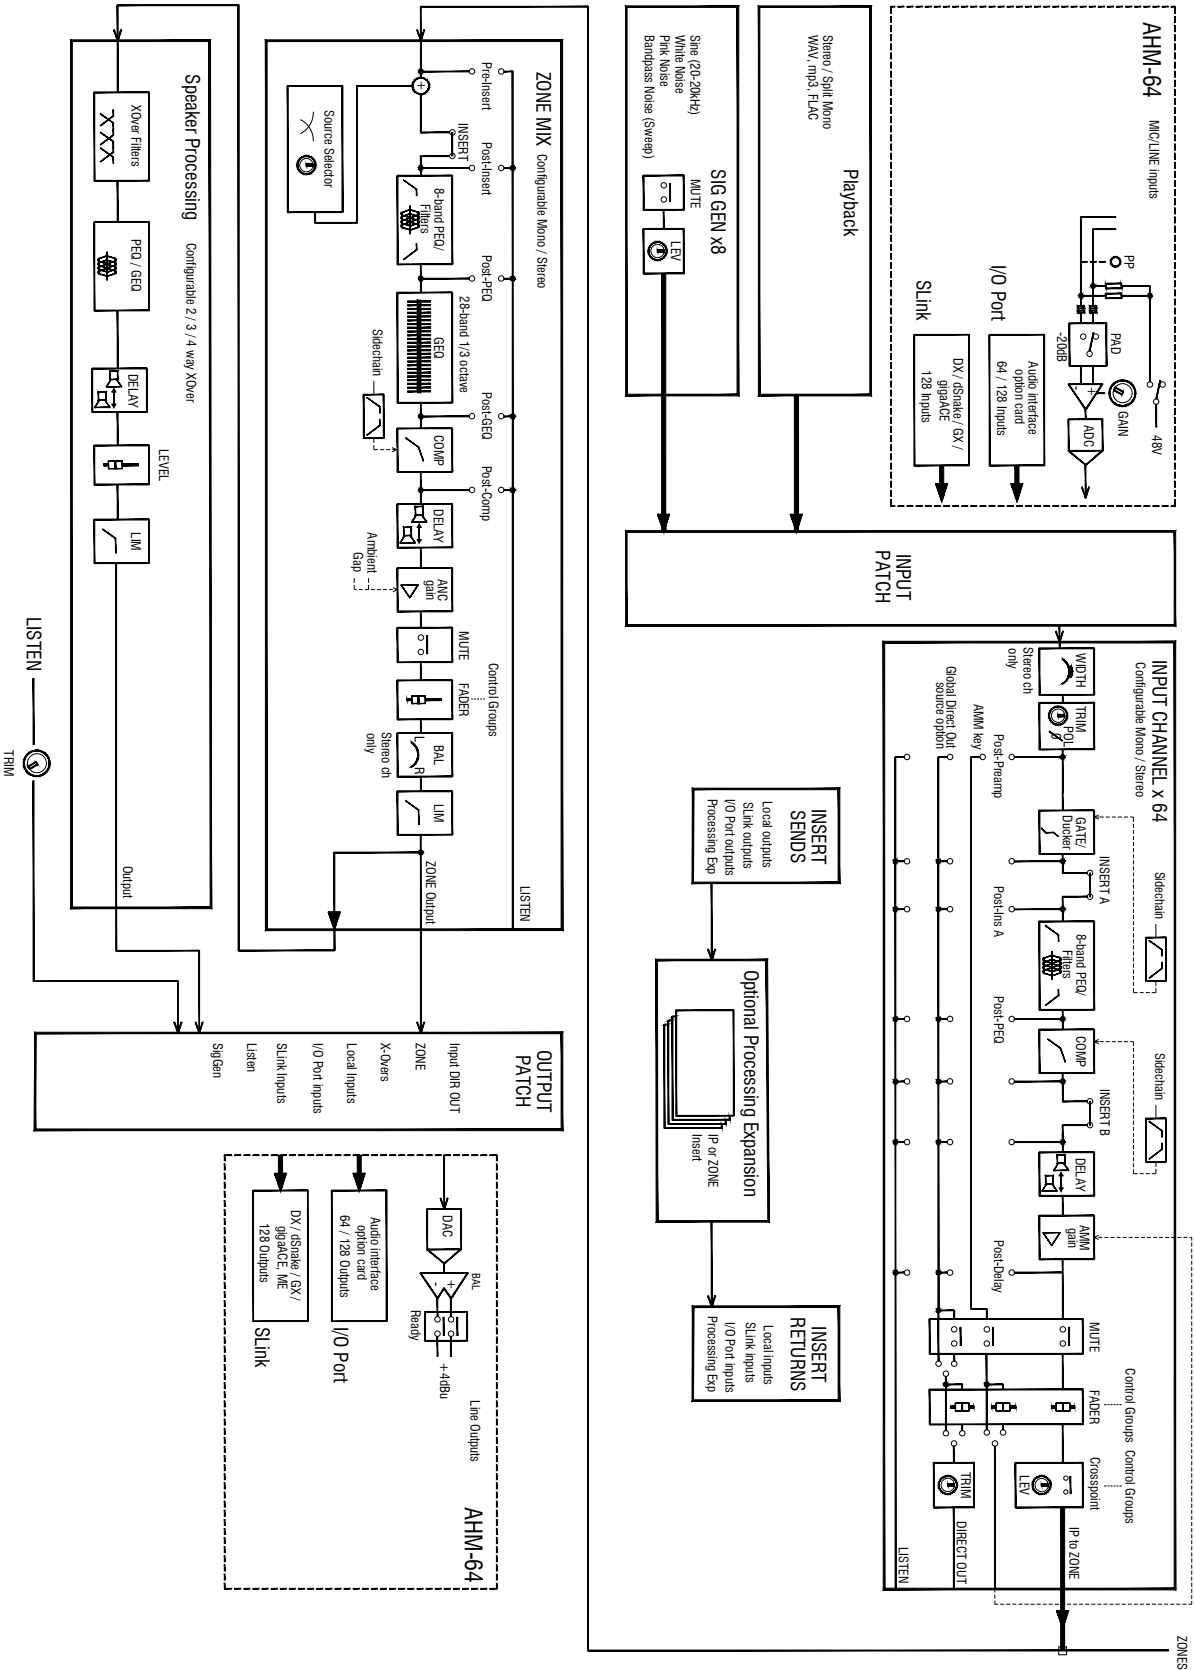 AHM-64
MIC/LINE inputs
PP
PAD
-20dB
GAIN
48V
ADC
I/O Port
Audio interface
option card
64 / 128 Inputs
SLink
DX / dSnake / GX /
gigaACE
128 Inputs
Playback
Stereo / Split Mono
WAV, mp3, FLAC
SIG GEN x8
Sine (20-20kHz)
White Noise
Pink Noise
Bandpass Noise (Sweep)
MUTE
LEV
INPUT
PATCH
INPUT CHANNEL x 64
Configurable Mono / Stereo
WIDTH
Stereo ch
only
TRIM
POL
Ø
Post-Preamp
AMM key
Global Direct Out
source option
GATE/
Ducker
Sidechain
INSERT A
Post-Ins A
8-band PEQ/
Filters
Post-PEQ
COMP
Sidechain
INSERT B
DELAY
AMM
gain
Post-Delay
MUTE
FADER
Control Groups
Crosspoint
Control Groups
LEV
TRIM
IP to ZONE
DIRECT OUT
LISTEN
ZONES
INSERT
SENDS
Local outputs
SLink outputs
I/O Port outputs
Processing Exp
Optional Processing Expansion
IP or ZONE
Insert
INSERT
RETURNS
Local inputs
SLink inputs
I/O Port inputs
Processing Exp
ZONE MIX
Configurable Mono / Stereo
Pre-Insert
+
Source Selector
INSERT
Post-Insert
8-band PEQ/
Filters
Post-PEQ
28-band 1/3 octave
GEQ
Sidechain
Post-GEQ
COMP
Post-Comp
DELAY
Ambient
Gap
ANC
gain
MUTE
FADER
Control Groups
BAL
L
R
Stereo ch
only
LIM
ZONE Output
LISTEN
Speaker Processing
Configurable 2 / 3 / 4 way XOver
XOver Filters
PEQ / GEQ
DELAY
LEVEL
LIM
Output
LISTEN
TRIM
OUTPUT
PATCH
Input DIR OUT
ZONE
X-Overs
Local Inputs
I/O Port inputs
SLink Inputs
Listen
SigGen
DAC
BAL
+
-
Ready
+4dBu
Line Outputs
AHM-64
Audio interface
option card
64 / 128 Outputs
I/O Port
DX / dSnake / GX /
gigaACE, ME
128 Outputs
SLink